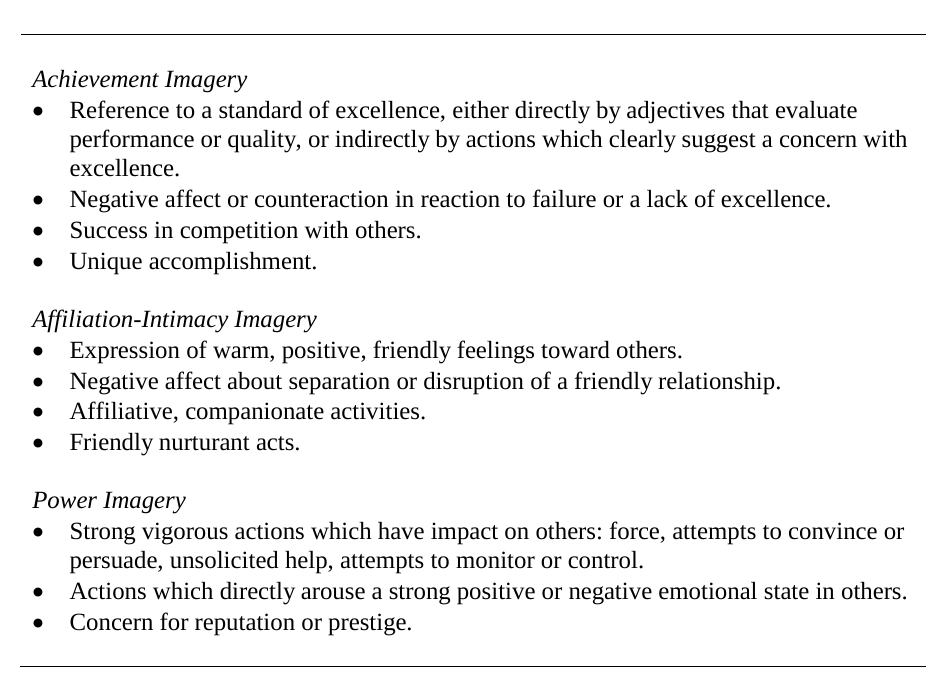 Achievement Imagery
• Reference to a standard of excellence, either directly by adjectives that evaluate
performance or quality, or indirectly by actions which clearly suggest a concern with
excellence.
• Negative affect or counteraction in reaction to failure or a lack of excellence.
• Success in competition with others.
• Unique accomplishment.
Affiliation-Intimacy Imagery
• Expression of warm, positive, friendly feelings toward others.
• Negative affect about separation or disruption of a friendly relationship.
• Affiliative, companionate activities.
• Friendly nurturant acts.
Power Imagery
• Strong vigorous actions which have impact on others: force, attempts to convince or
persuade, unsolicited help, attempts to monitor or control.
• Actions which directly arouse a strong positive or negative emotional state in others.
• Concern for reputation or prestige.